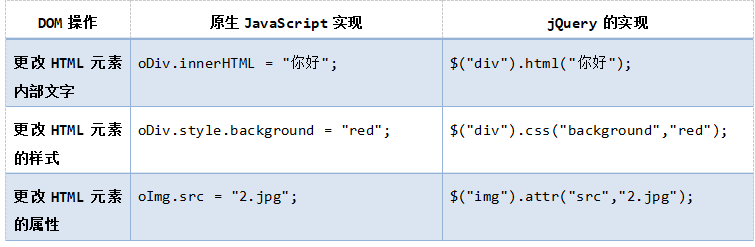 DOM 操作 原生 JavaScript 实现 jQuery 的实现
更改 HTML 元素 oDiv.innerHTML = "你好"; $("div").html("你好");
内部文字
更改 HTML 元素 oDiv.style.background = "red"; $("div").css("background","red");
的样式
更改 HTML 元素 oImg.src = "2.jpg"; $("img").attr("src","2.jpg");
的属性